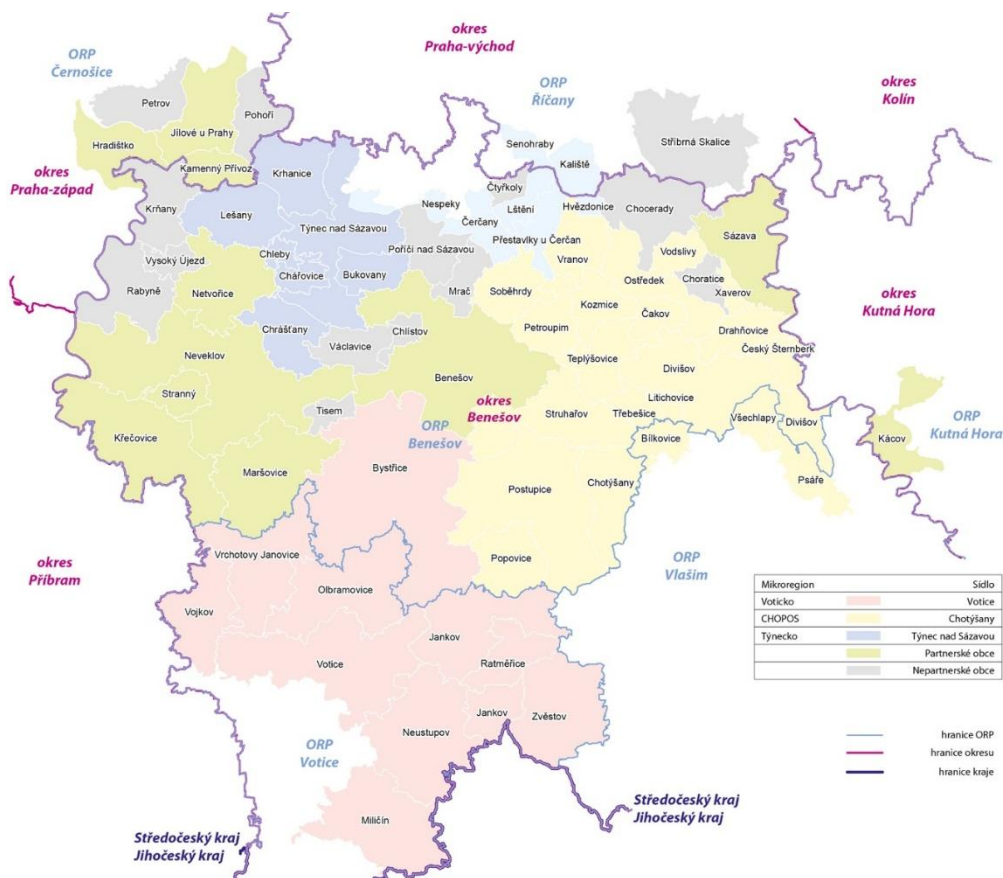 okres
Praha-východ
ORP
Černošice
okres
Kolín
ORP
Říčany
Petrov
Pohoří
Jílové u Prahy
Hradištko
Senohraby
Stříbrná Skalice
Kaliště
Kamenný Přívoz
Krhanice
okres
Praha-západ
Čtyřkoly
Krňany
Lešany
Nespeky
Lštění
Hvězdonice
Chocerady
Čerčany
Týnec nad Sázavou
Přestavlky u Čerčan
Sázava
Poříčí nad Sázavou
Vodslivy
Vysoký Újezd
Chleby
Vranov
Chářovice
Bukovany
Ostředek
Choratice
Rabyně
Netvořice
Mrač
Soběhrdy
Xaverov
Kozmice
Čakov
okres
Kutná Hora
Chrášťany
Chlístov
Petroupim
Drahňovice
Václavice
Český Šternberk
Neveklov
Teplýšovice
Benešov
Divišov
Stranný
okres
Benešov
Litichovice
Tisem
Struhařov
Třebešice
Všechlapy
Divišov
ORP
Kutná Hora
ORP
Benešov
Křečovice
Bílkovice
Kácov
Bystřice
Maršovice
Psáře
Postupice
Chotýšany
Vrchotovy Janovice
Popovice
ORP
Vlašim
okres
Příbram
Olbramovice
Vojkov
Jankov
Votice
Ratměřice
Neustupov
Jankov
Zvěstov
ORP
Votice
Miličín
Středočeský kraj
Jihočeský kraj
Středočeský kraj
Jihočeský kraj
Mikroregion Sídlo
Voticko Votice
CHOPOS Chotýšany
Týnecko Týnec nad Sázavou
Partnerské obce
Nepartnerské obce
hranice ORP
hranice okresu
hranice kraje